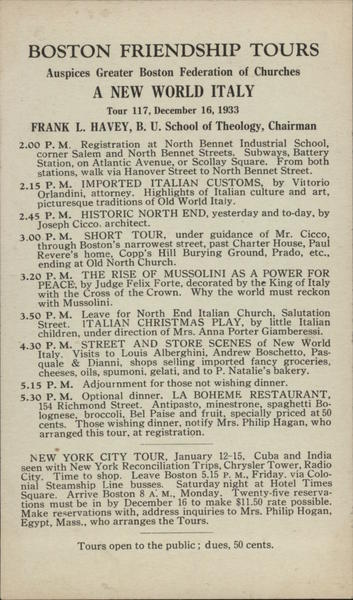 BOSTON FRIENDSHIP TOURS
Auspices Greater Boston Federation of Churches
A NEW WORLD ITALY
Tour 117, December 16, 1933
FRANK L. HAVEY, B. U. School of Theology, Chairman
2.00 P. M. Registration at North Bennet Industrial School,
corner Salem and North Bennet Streets. Subways, Battery
Station, on Atlantic Avenue, or Scollay Square. From both
stations, walk via Hanover Street to North Bennet Street.
2.15 P. M. IMPORTED ITALIAN CUSTOMS, by Vittorio
Orlandini, attorney. Highlights of Italian culture and art,
picturesque traditions of Old World Italy.
2.45 P. M. HISTORIC NORTH END, yesterday and to-day, by
Joseph Cicco. architect.
3.00 P. M. SHORT TOUR, under guidance of Mr. Cicco,
through Boston's narrowest street, past Charter House, Paul
Revere's home, Copp's Hill Burying Ground, Prado, etc.,
ending at Old North Church.
3.20 P. M. THE RISE OF MUSSOLINI AS A POWER FOR
PEACE, by Judge Felix Forte, decorated by the King of Italy
with the Cross of the Crown. Why the world must reckon
with Mussolini.
3.50 P. M. Leave for North End Italian Church, Salutation
Street. ITALIAN CHRISTMAS PLAY, by little Italian
children, under direction of Mrs. Anna Porter Giamberessi.
4.30 P. M. STREET AND STORE SCENES of New World
Italy. Visits to Louis Alberghini, Andrew Boschetto, Pas-
quale & Dianni, shops selling imported fancy groceries,
cheeses, oils, spumoni, gelati, and to P. Natalie's bakery.
5.15 P. M. Adjournment for those not wishing dinner.
5.30 P. M. Optional dinner. LA BOHEME RESTAURANT,
154 Richmond Street. Antipasto, minestrone, spaghetti Bo-
lognese, broccoli, Bel Paise and fruit, specially priced at 50
cents. Those wishing dinner, notify Mrs. Philip Hagan, who
arranged this tour, at registration.
NEW YORK CITY TOUR, January 12-15, Cuba and India
seen with New York Reconciliation Trips, Chrysler Tower, Radio
City. Time to shop. Leave Boston 5.15 P. M., Friday, via Co-
lonial Steamship Line busses. Saturday night at Hotel Times
Square. Arrive Boston 8 A. M., Monday. Twenty-five reserva-
tions must be in by December 16 to make $11.50 rate possible.
Make reservations with, address inquiries to Mrs. Philip Hogan,
Egypt, Mass., who arranges the Tours.
Tours open to the public; dues, 50 cents.